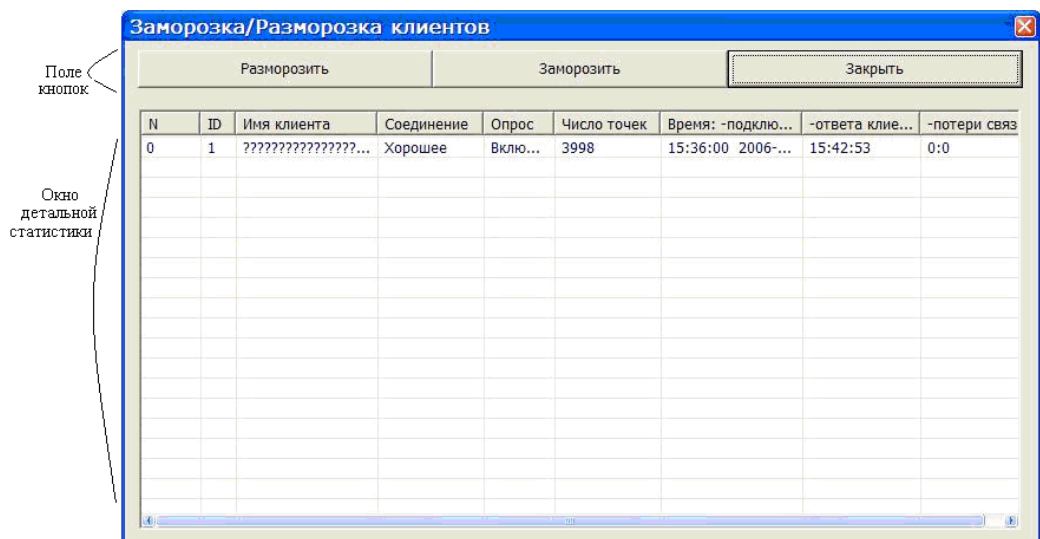 Заморозка/Разморозка клиентов
Поле кнопок
Разморозить Заморозить Закрыть
N ID Имя клиента Соединение Опрос Число точек Время: -подклю... -ответа клие... -потери связ
0 1 ????????????????... Хорошее Вклю... 3998 15:36:00 2006-... 15:42:53 0:0
Окно
детальной
статистики